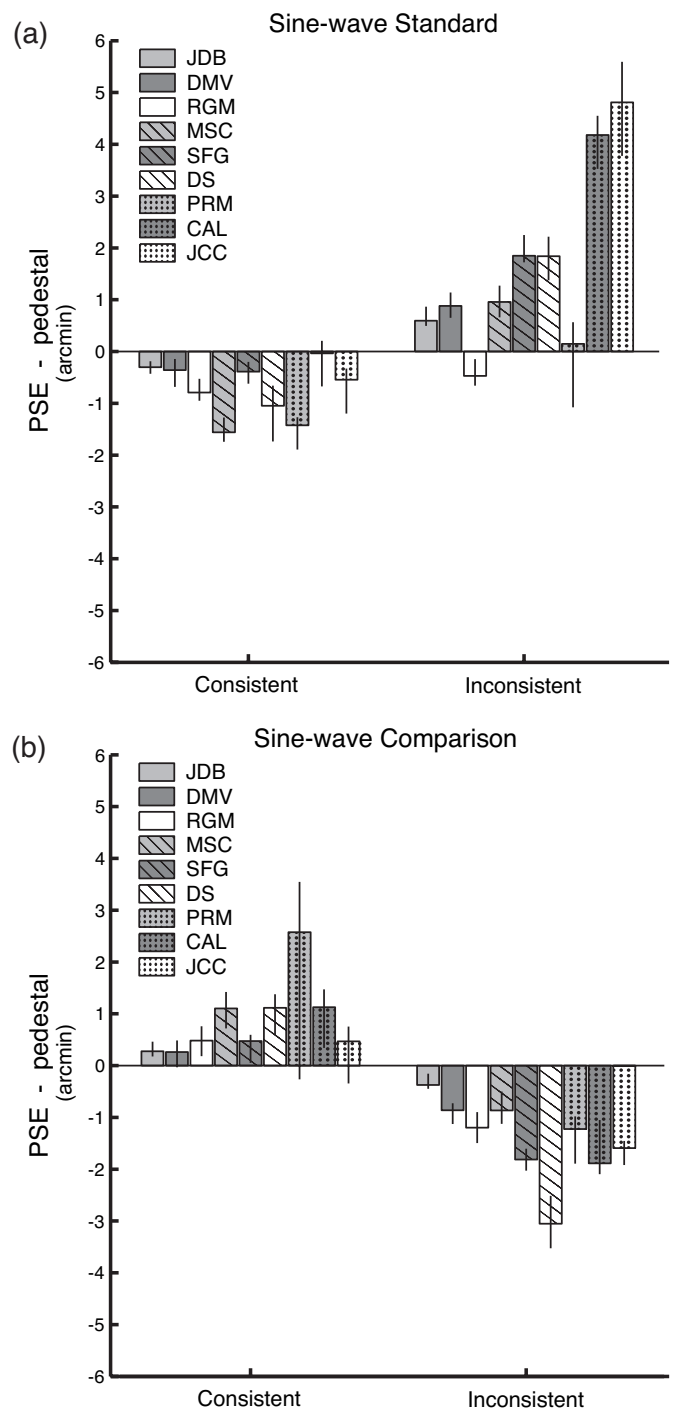 (a)
Sine-wave Standard
6
5
4
3
2
1
0
-1
-2
-3
-4
-5
-6
PSE - pedestal
(arcmin)
JDB
DMV
RGM
MSC
SFG
DS
PRM
CAL
JCC
Consistent Inconsistent
(b)
Sine-wave Comparison
6
5
4
3
2
1
0
-1
-2
-3
-4
-5
-6
PSE - pedestal
(arcmin)
JDB
DMV
RGM
MSC
SFG
DS
PRM
CAL
JCC
Consistent Inconsistent